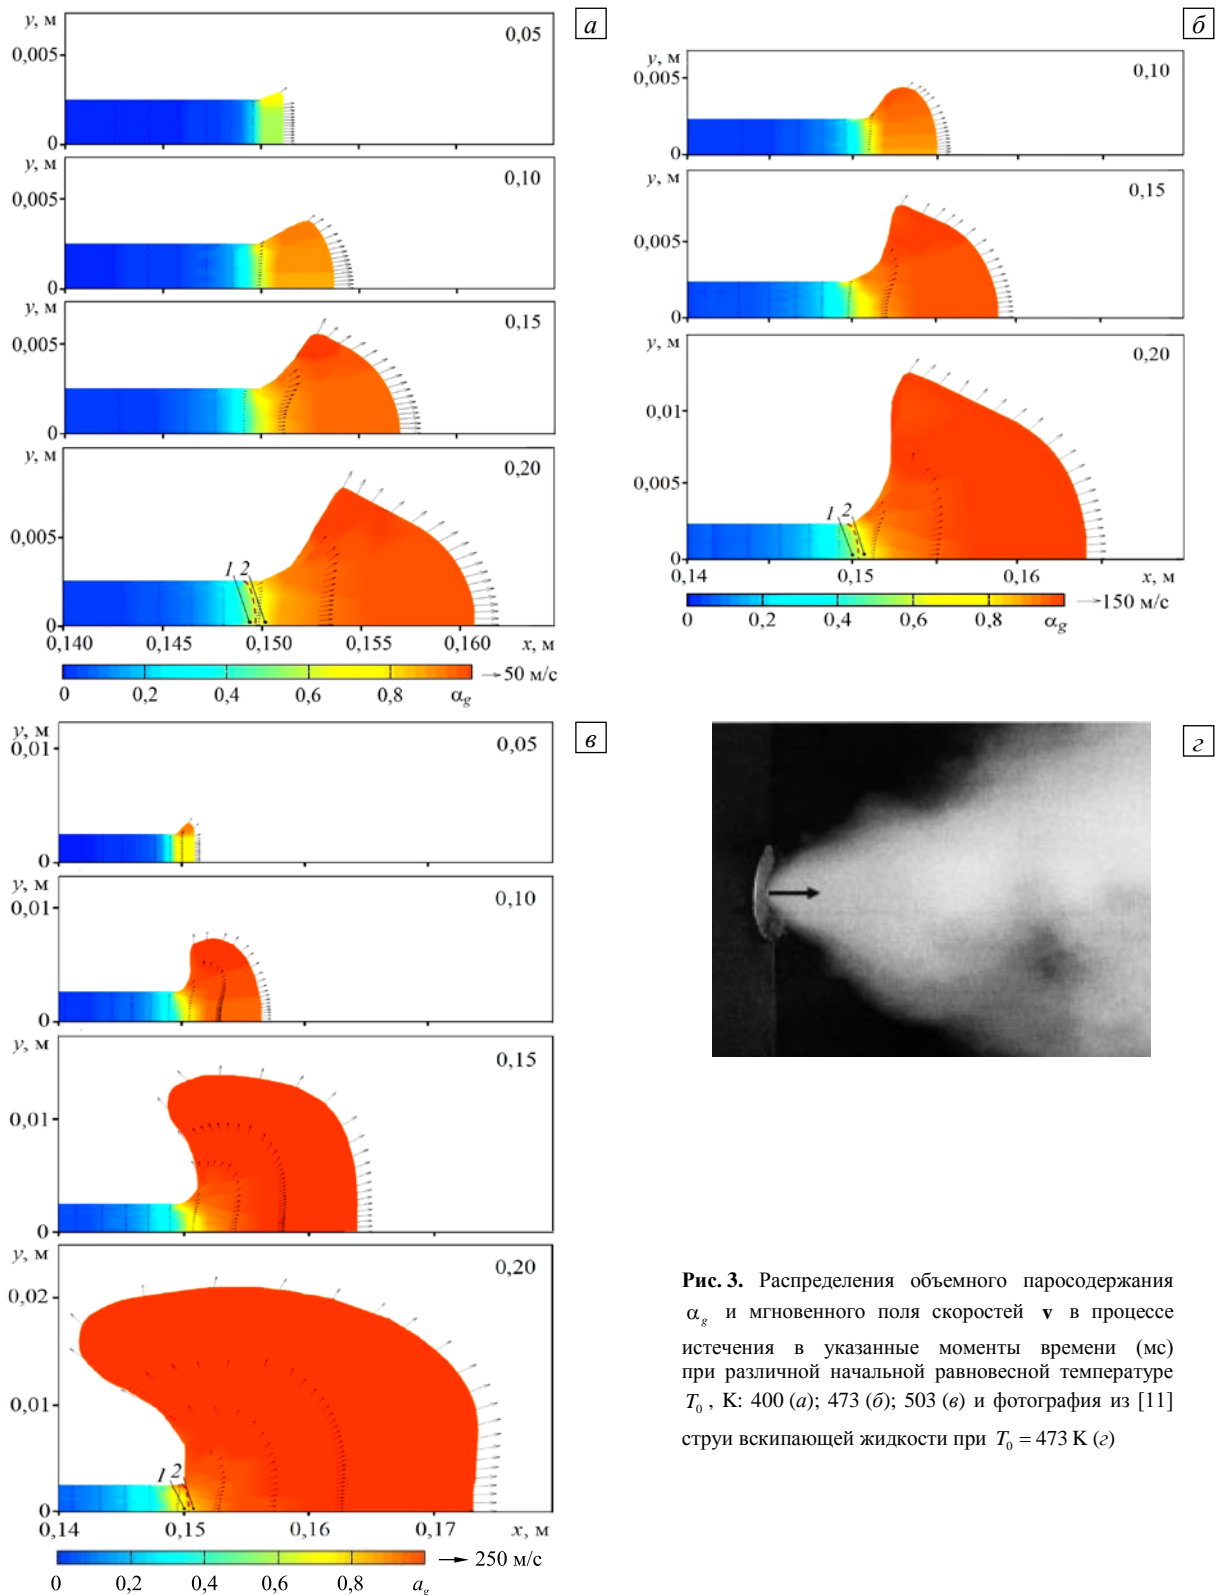 y, м
0,005
0
0,05
а
y, м
0,005
0
0,10
y, м
0,005
0
0,15
y, м
0,005
0
0,20
1 2
0,140 0,145 0,150 0,155 0,160 x, м
0 0,2 0,4 0,6 0,8 αg 50 м/с
б
y, м
0,005
0
0,10
y, м
0,005
0
0,15
y, м
0,01
0,005
0
0,20
1 2
0,14 0,15 0,16 x, м
0 0,2 0,4 0,6 0,8 αg 150 м/с
y, м
0,01
0
0,05
в
y, м
0,01
0
0,10
y, м
0,01
0
0,15
y, м
0,02
0,01
0
0,20
1 2
0,14 0,15 0,16 0,17 x, м
0 0,2 0,4 0,6 0,8 ag 250 м/с
г
Рис. 3. Распределения объемного паросодержания
αg и мгновенного поля скоростей v в процессе
истечения в указанные моменты времени (мс)
при различной начальной равновесной температуре
T0 , K: 400 (а); 473 (б); 503 (в) и фотография из [11]
струи вскипающей жидкости при T0 = 473 K (г)